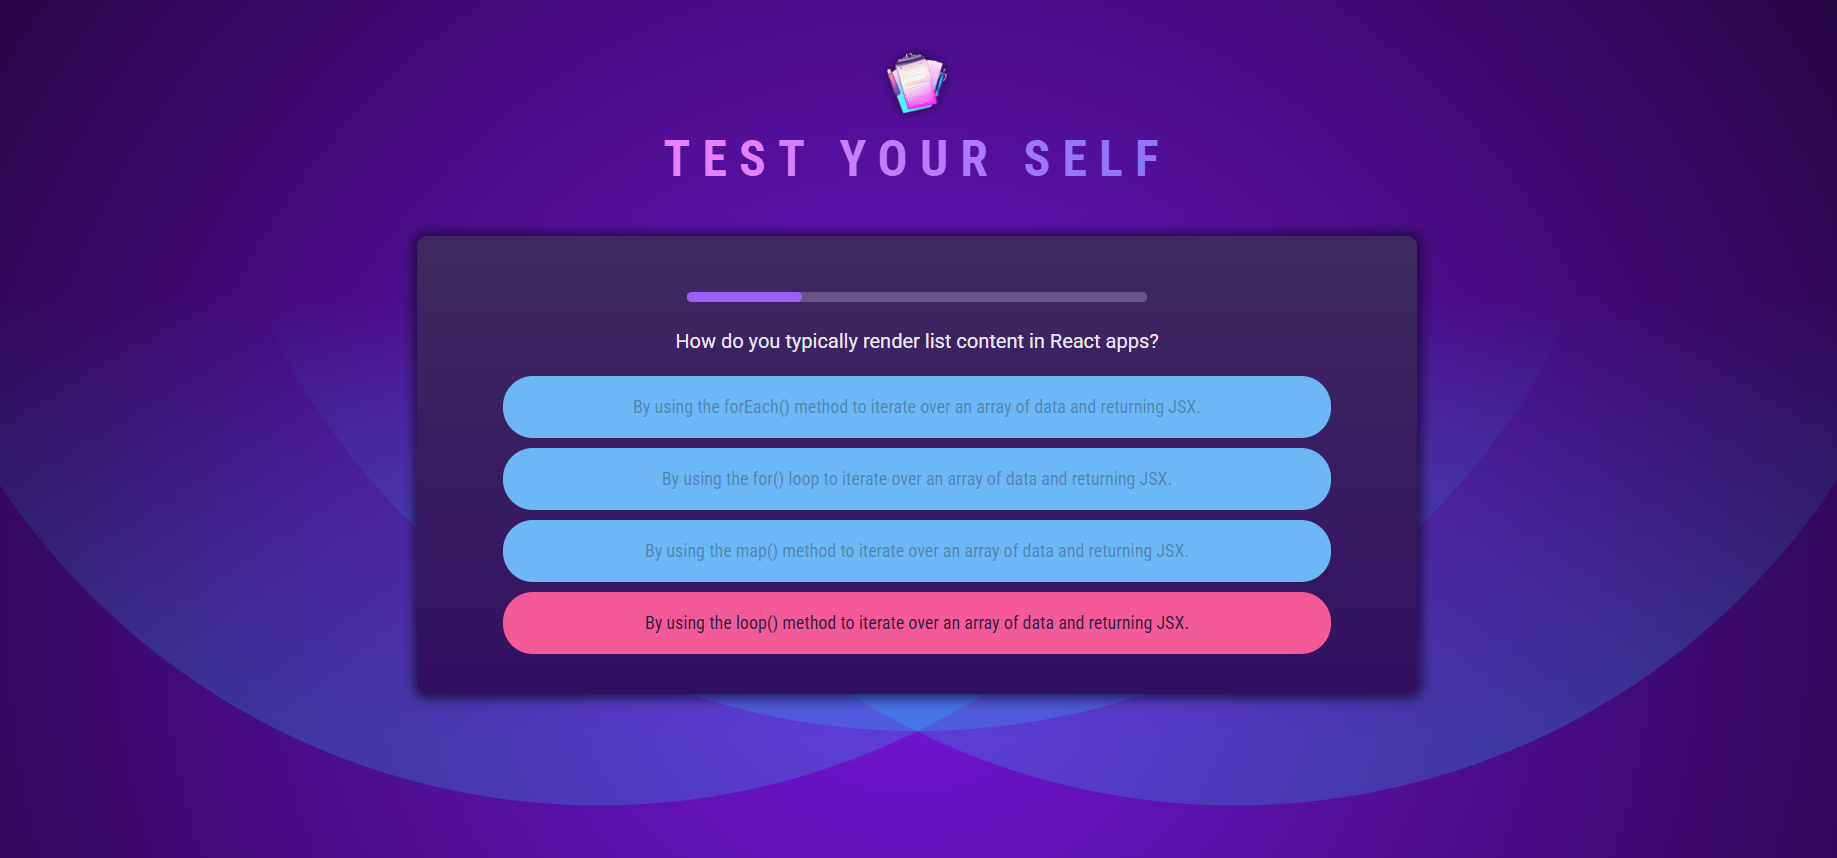 TEST YOUR SELF
How do you typically render list content in React apps?
By using the forEach() method to iterate over an array of data and returning JSX.
By using the for() loop to iterate over an array of data and returning JSX.
By using the map() method to iterate over an array of data and returning JSX.
By using the loop() method to iterate over an array of data and returning JSX.